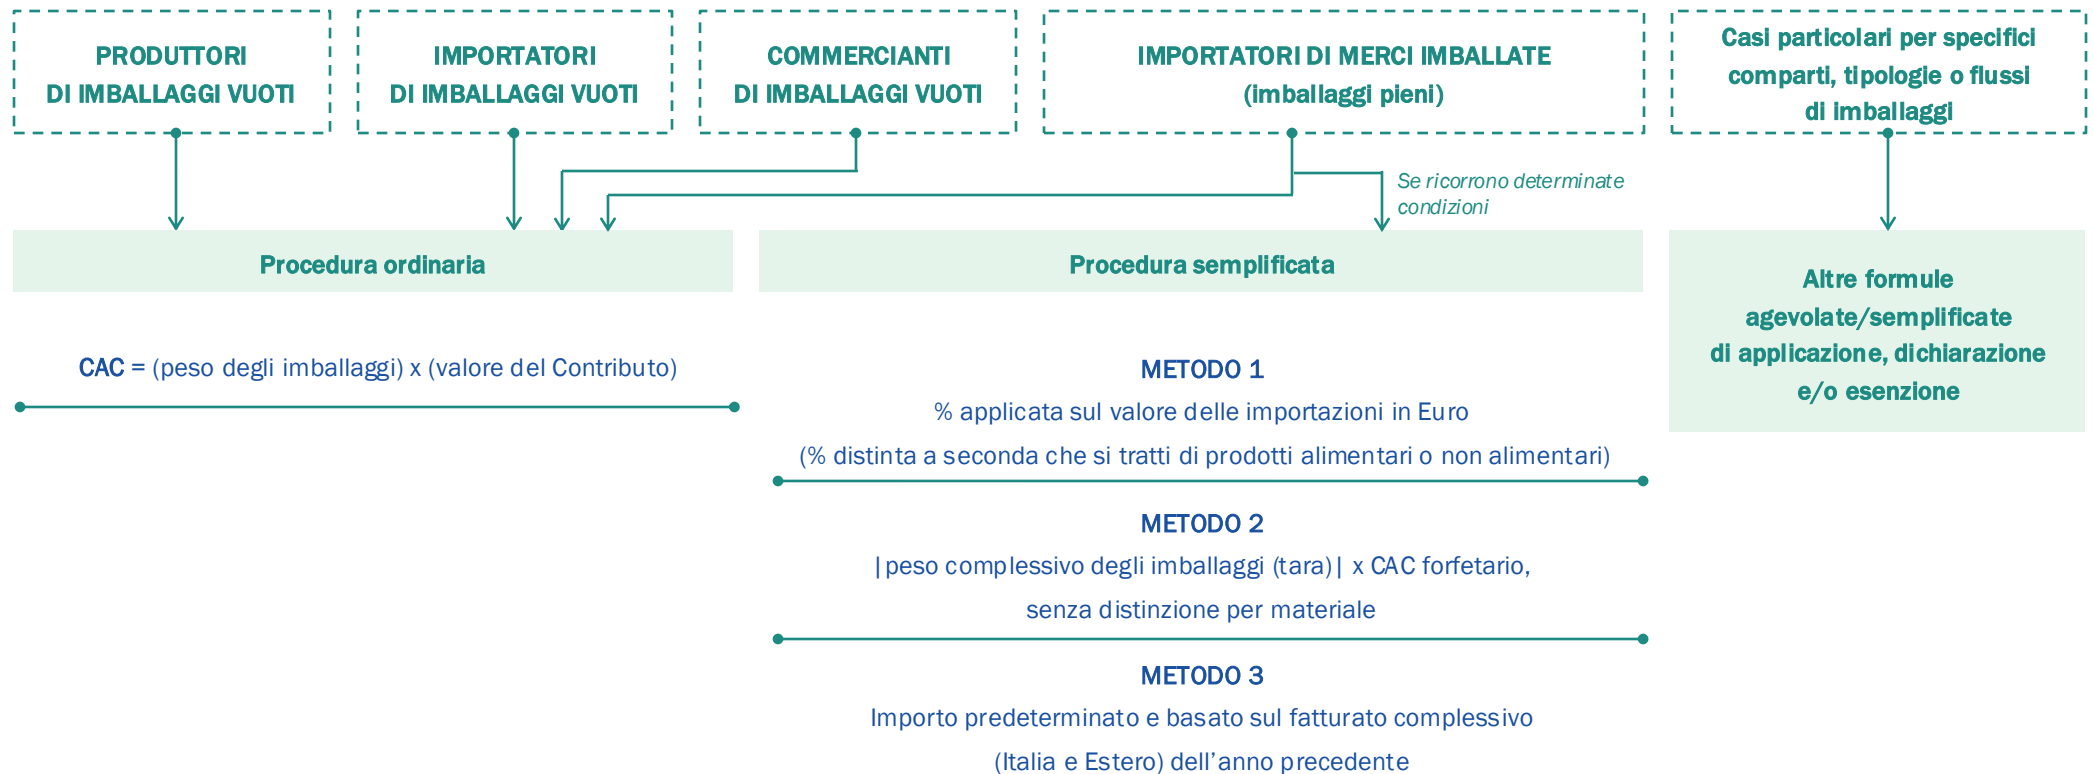 PRODUTTORI
DI IMBALLAGGI VUOTI
IMPORTATORI
DI IMBALLAGGI VUOTI
COMMERCIANTI
DI IMBALLAGGI VUOTI
IMPORTATORI DI MERCI IMBALLATE
(imballaggi pieni)
Casi particolari per specifici
comparti, tipologie o flussi
di imballaggi
Se ricorrono determinate
condizioni
Procedura ordinaria
CAC = (peso degli imballaggi) x (valore del Contributo)
Procedura semplificata
METODO 1
% applicata sul valore delle importazioni in Euro
(% distinta a seconda che si tratti di prodotti alimentari o non alimentari)
METODO 2
|peso complessivo degli imballaggi (tara)| x CAC forfetario,
senza distinzione per materiale
METODO 3
Importo predeterminato e basato sul fatturato complessivo
(Italia e Estero) dell’anno precedente
Altre formule
agevolate/semplificate
di applicazione, dichiarazione
e/o esenzione